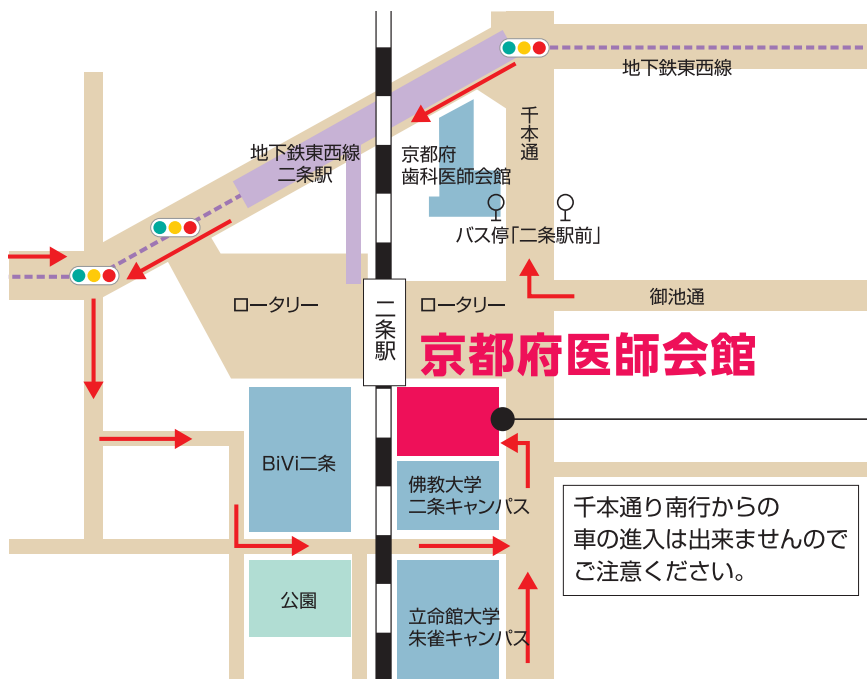 地下鉄東西線
千本通
地下鉄東西線
二条駅
京都府
歯科医師会館
バス停「二条駅前」
ロータリー
二条駅
ロータリー
御池通
京都府医師会館
BiVi二条
佛教大学
二条キャンパス
千本通り南行からの
車の進入は出来ませんので
ご注意ください。
公園
立命館大学
朱雀キャンパス